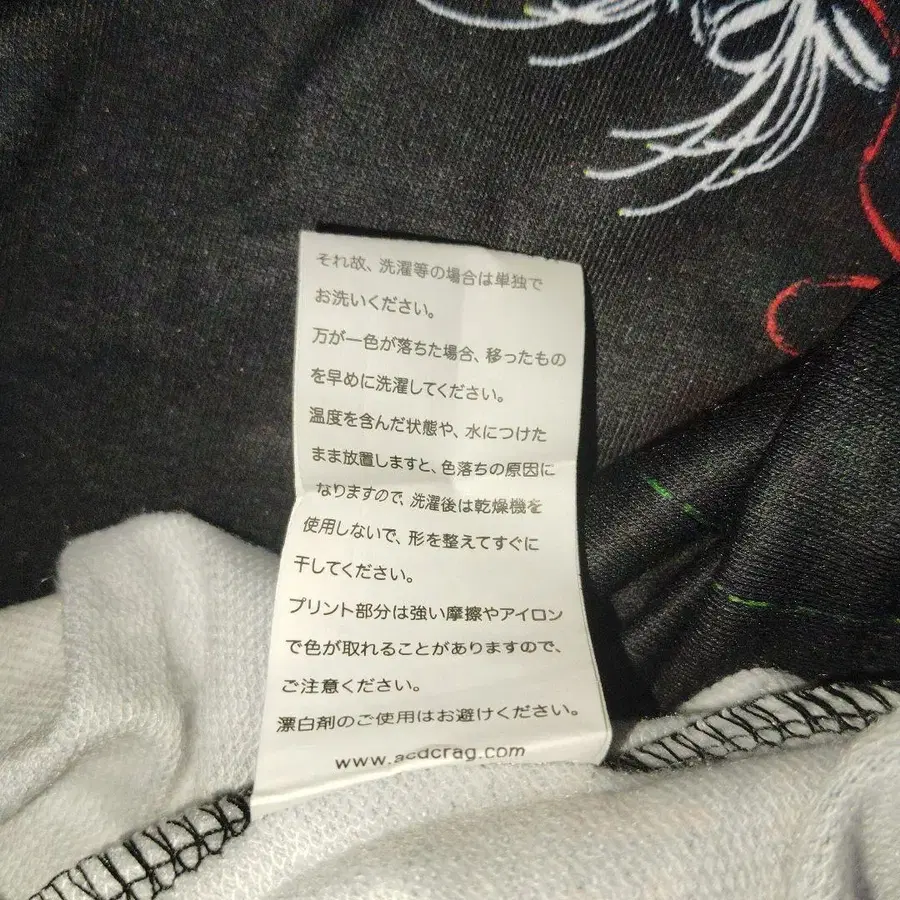 それ故、洗濯等の場合は単独で
お洗いください。
万が一色が落ちた場合、移ったもの
を早めに洗濯してください。
温度を含んだ状態や、水につけた
まま放置しますと、色落ちの原因に
なりますので、洗濯後は乾燥機を
使用しないで、形を整えてすぐに
干してください。
プリント部分は強い摩擦やアイロン
で色が取れることがありますので、
ご注意ください。
漂白剤のご使用はお避けください。
www.acdcrag.com